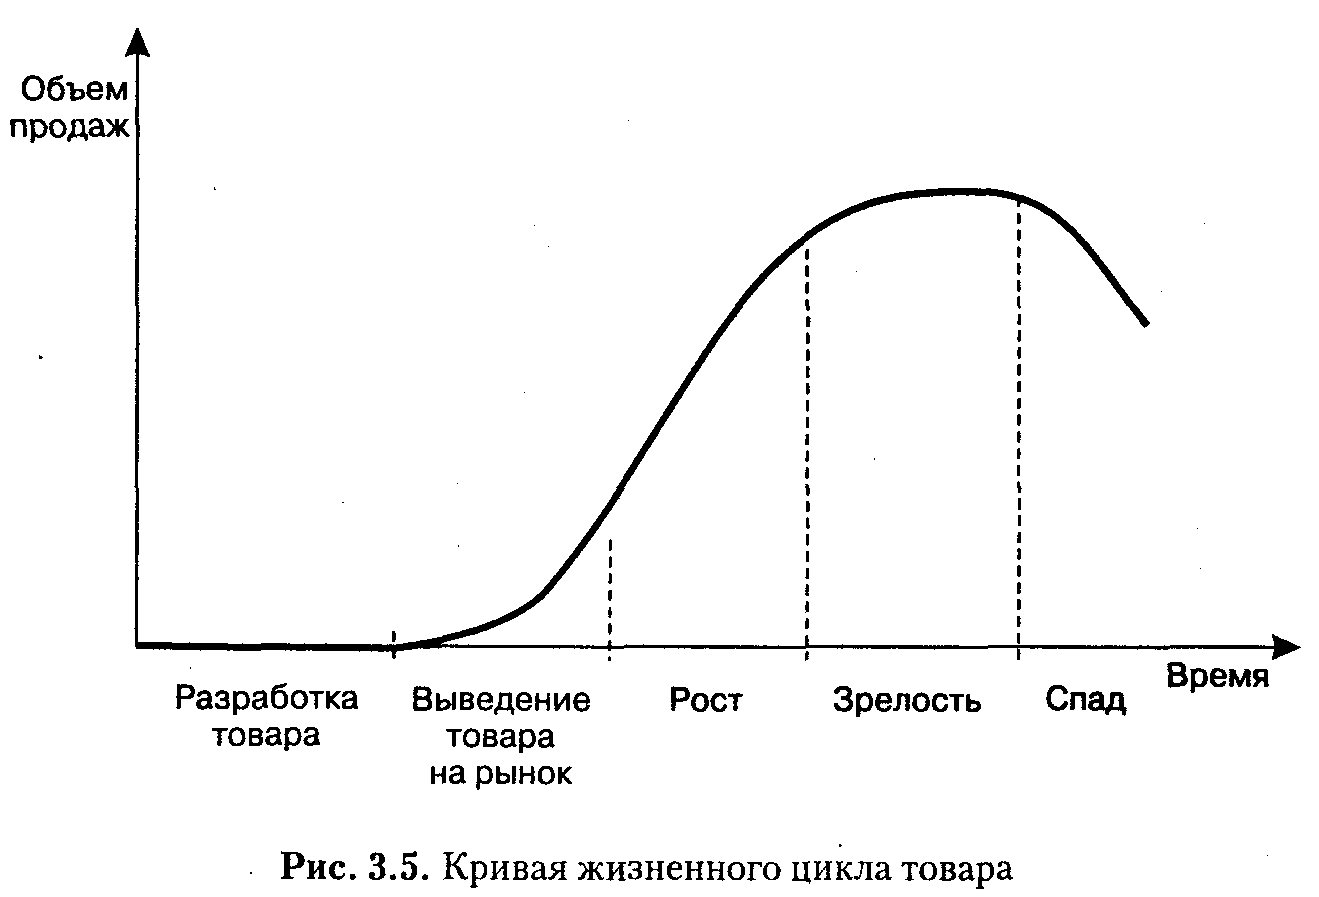 Объем
продаж
Время
Разработка
товара
Выведение
товара
на рынок
Рост
Зрелость
Спад
Рис. 3.5. Кривая жизненного цикла товара